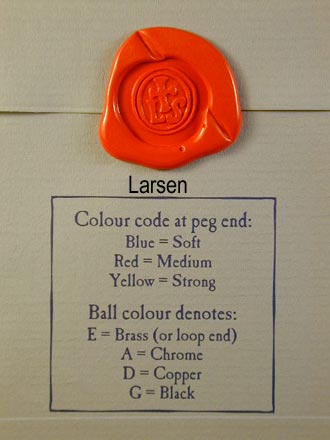 Larsen
Colour code at peg end:
Blue = Soft
Red = Medium
Yellow = Strong
Ball colour denotes:
E = Brass (or loop end)
A = Chrome
D = Copper
G = Black